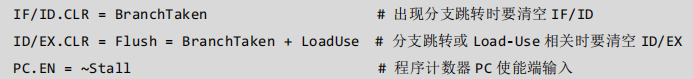 IF/ID.CLR = BranchTaken # 出现分支跳转时要清空 IF/ID
ID/EX.CLR = Flush = BranchTaken + LoadUse # 分支跳转或 Load-Use 相关时要清空 ID/EX
PC.EN = ~Stall # 程序计数器 PC 使能端输入